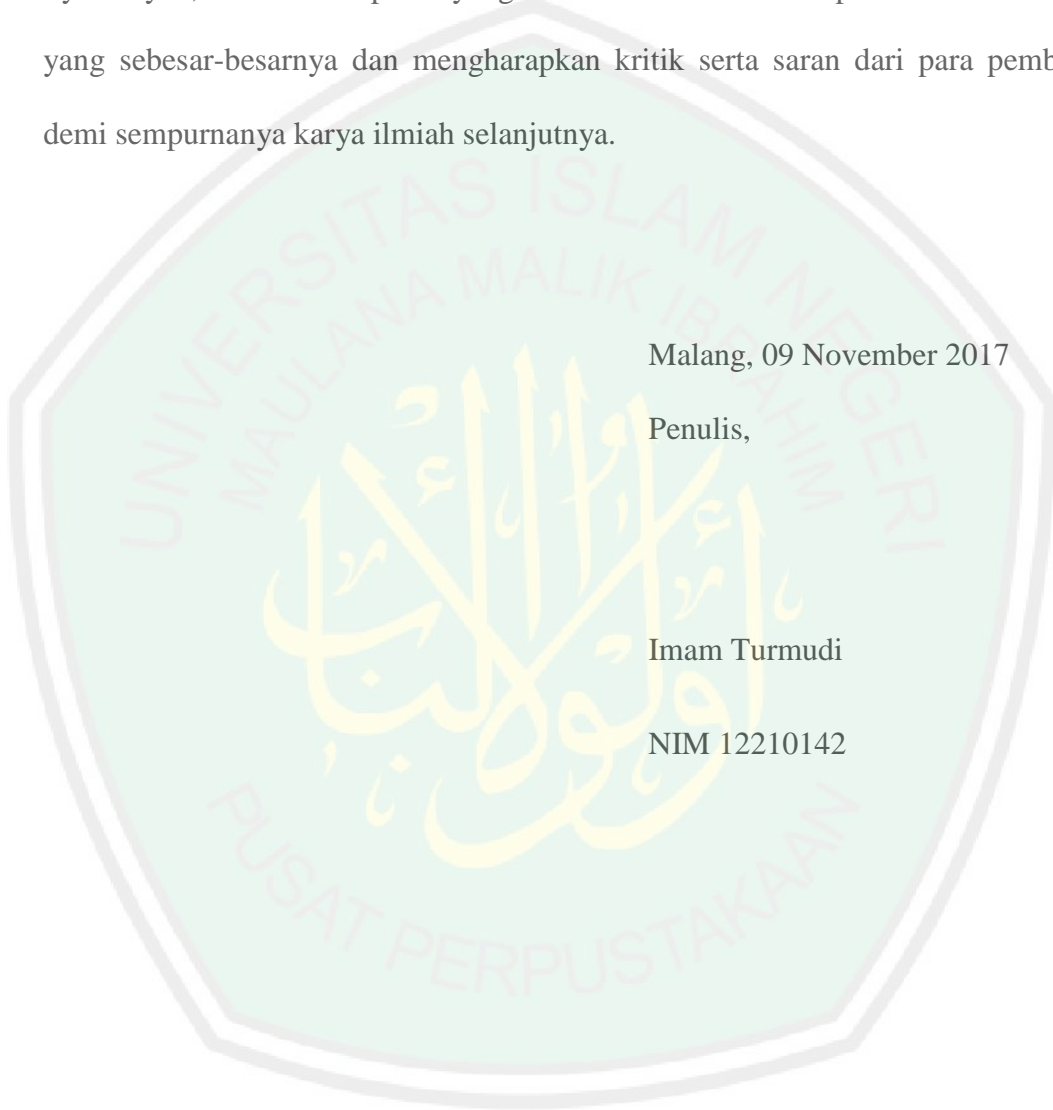 yang sebesar-besarnya dan mengharapkan kritik serta saran dari para
demi sempurnanya karya ilmiah selanjutnya.
UNIVERSITAS ISLAM NEGERI
MAULANA MALIK IBRAHIM
Malang, 09 November 2017
Penulis,
Imam Turmudi
NIM 12210142
PUSAT PERPUSTAKAAN